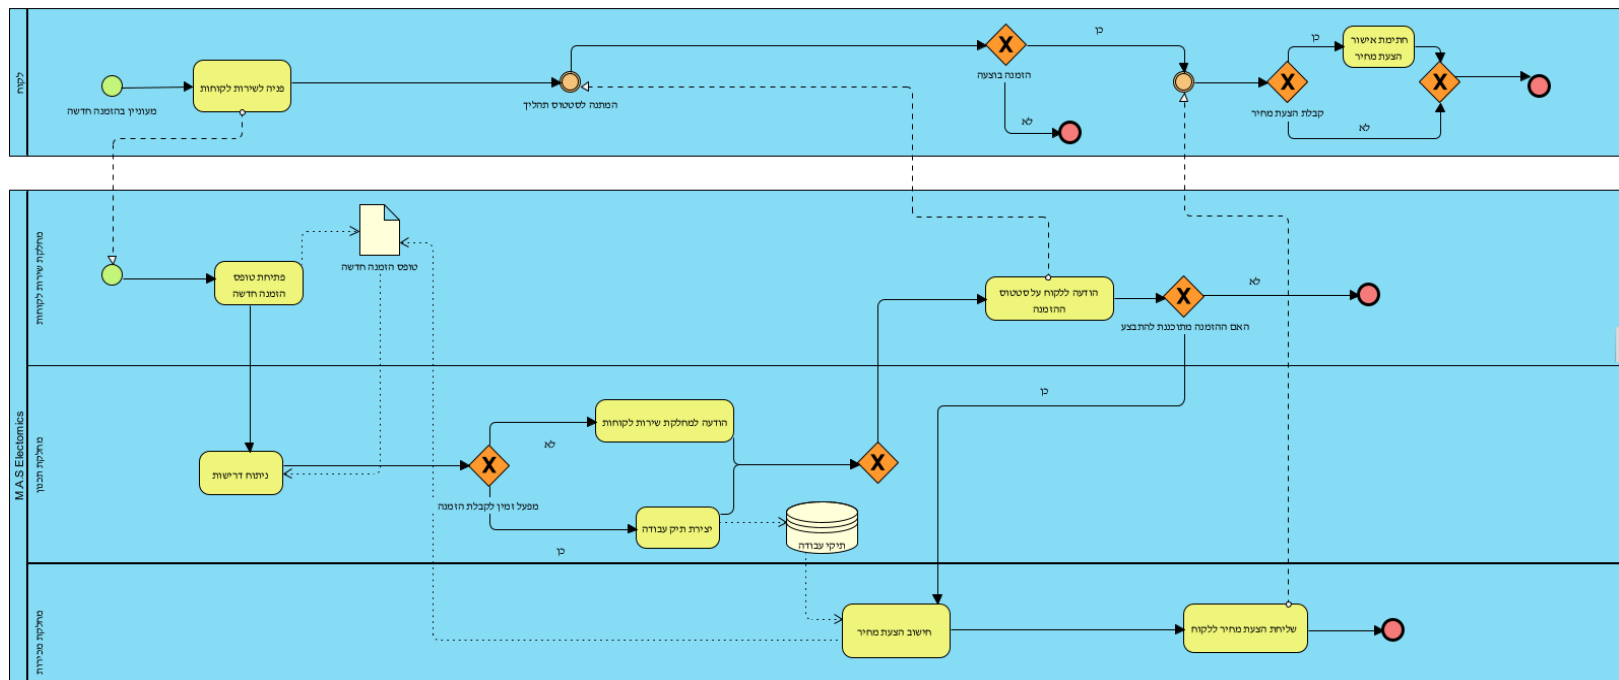 לקוח
מעוניין בהזמנה חדשה
פניה לשירות לקוחות
המתנה לסטטוס תהליך
הזמנה בוצעה
כן
לא
קבלת הצעת מחיר
כן
חתימת אישור
הצעת מחיר
לא
M.A.S Electomics
מחלקת שירות לקוחות
פתיחת טופס
הזמנה חדשה
טופס הזמנה חדשה
הודעה ללקוח על סטטוס
ההזמנה
האם ההזמנה מתוכננת להתבצע
לא
כן
מחלקת תכנון
ניתוח דרישות
מפעל זמין לקבלת הזמנה
לא
הודעה למחלקת שירות לקוחות
כן
יצירת תיק עבודה
תיקי עבודה
מחלקת מכירות
חישוב הצעת מחיר
שליחת הצעת מחיר ללקוח